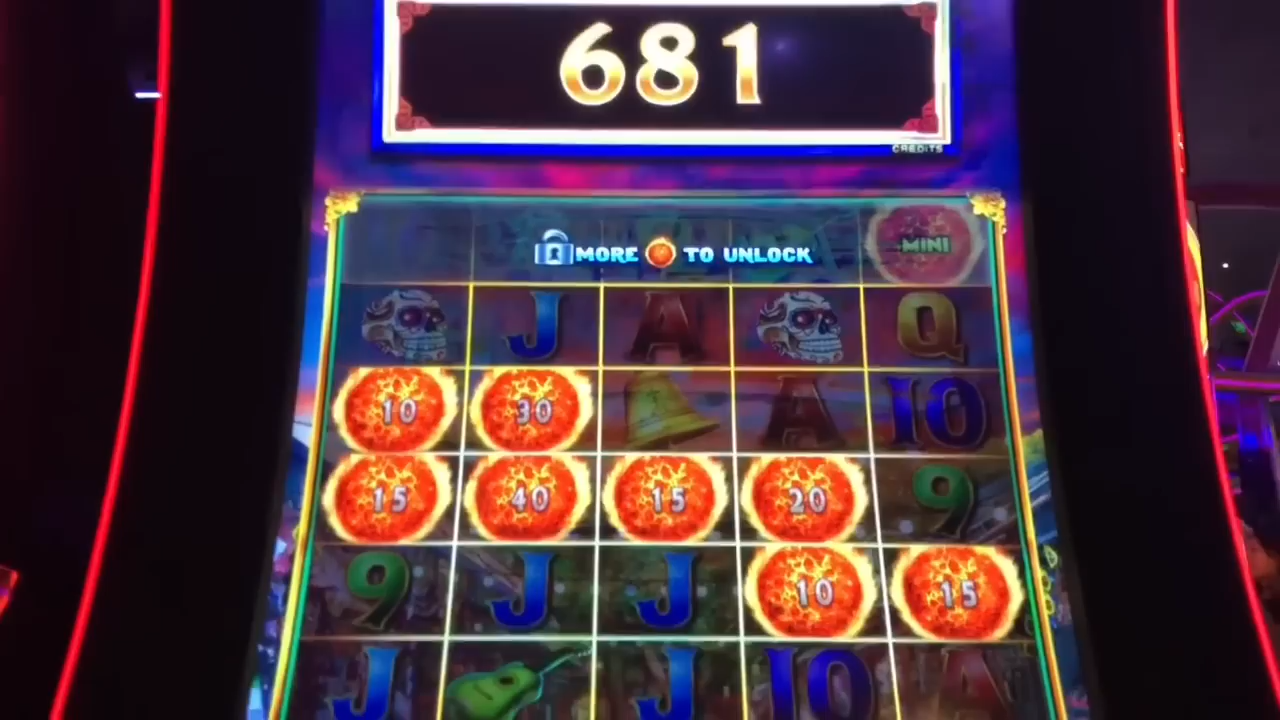 681
CREDITS
MORE TO UNLOCK
MINI
J A Q
10 30 A 10
15 40 15 20 9
9 J J 10 15
J J 10 A